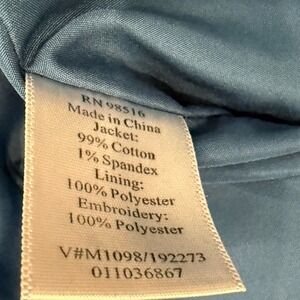 RN 98516
Made in China
Jacket:
99% Cotton
1% Spandex
Lining:
100% Polyester
Embroidery:
100% Polyester
V#M1098/192273
011036867